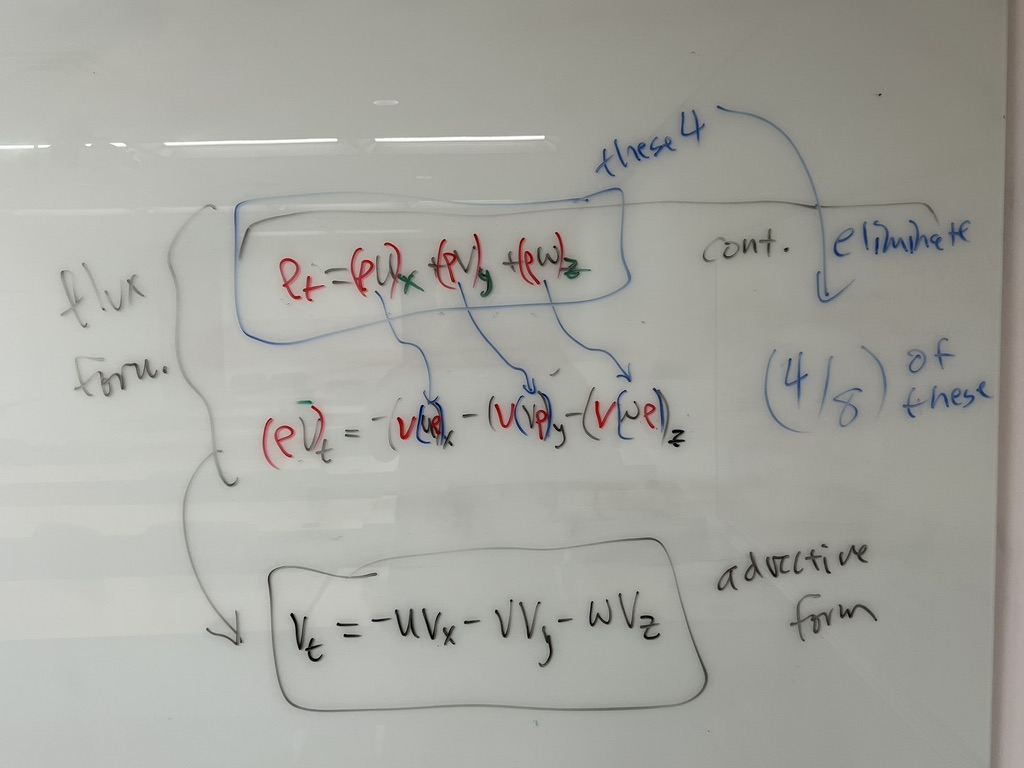 these 4
cont. eliminate
flux form.
ρt = (ρU)x + (ρV)y + (ρW)z
(4/8) of these
(ρV)t = -(V(uρ))x - (V(Vρ))y - (V(wρ))z
advective form
Vt = -uVx - VVy - wVz